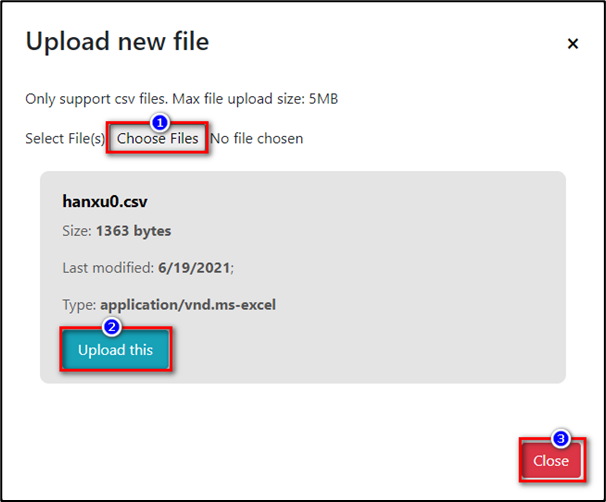 Upload new file
×
Only support csv files. Max file upload size: 5MB
1
Select File(s) Choose Files No file chosen
hanxu0.csv
Size: 1363 bytes
Last modified: 6/19/2021;
Type: application/vnd.ms-excel
2
Upload this
3
Close